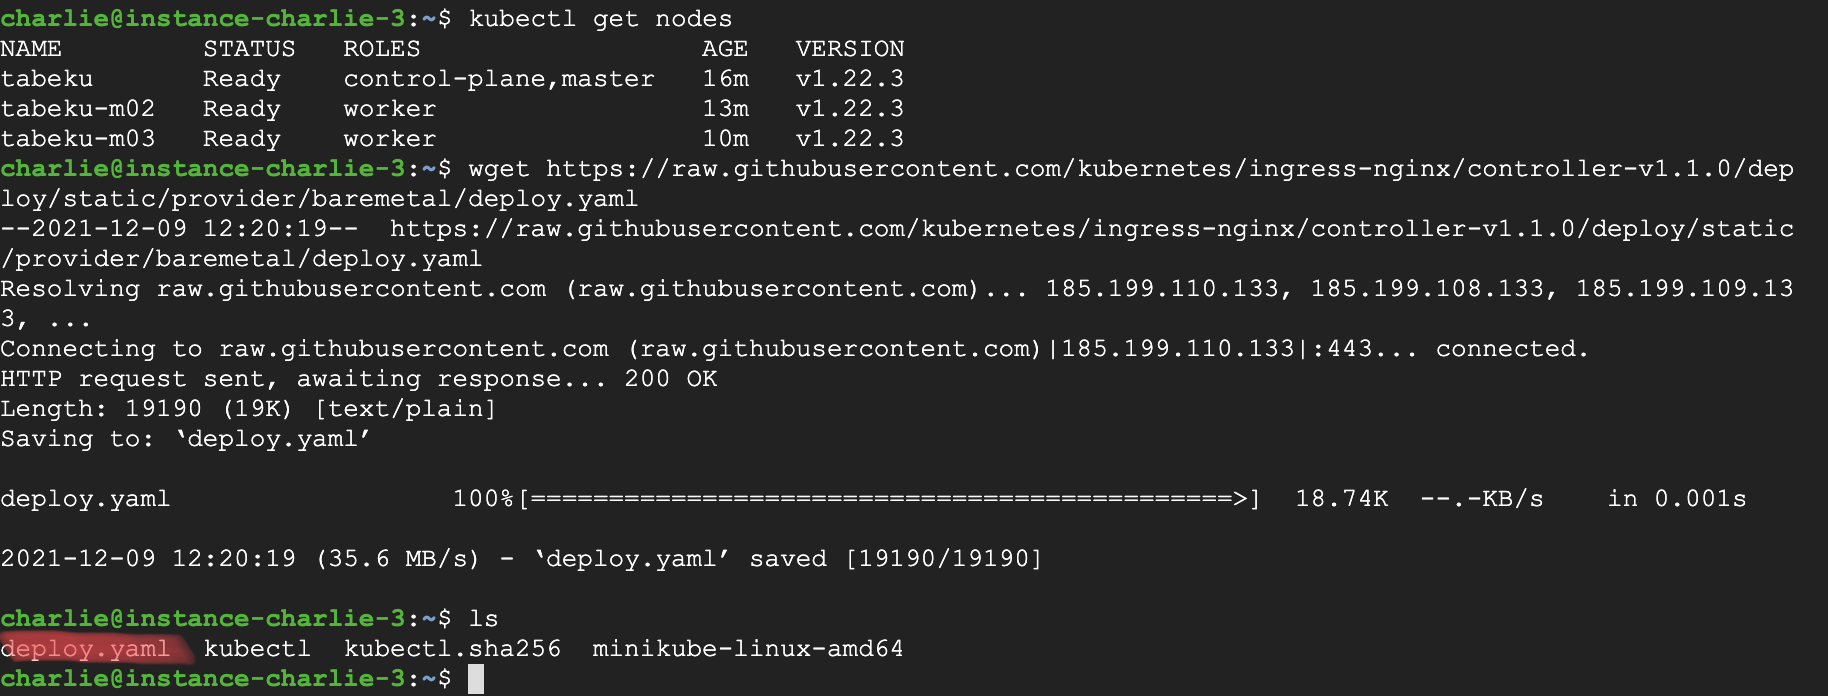 charlie@instance-charlie-3:~$ kubectl get nodes
NAME         STATUS   ROLES                  AGE   VERSION
tabeku       Ready    control-plane,master   16m   v1.22.3
tabeku-m02   Ready    worker                 13m   v1.22.3
tabeku-m03   Ready    worker                 10m   v1.22.3
charlie@instance-charlie-3:~$ wget https://raw.githubusercontent.com/kubernetes/ingress-nginx/controller-v1.1.0/dep
loy/static/provider/baremetal/deploy.yaml
--2021-12-09 12:20:19--  https://raw.githubusercontent.com/kubernetes/ingress-nginx/controller-v1.1.0/deploy/static
/provider/baremetal/deploy.yaml
Resolving raw.githubusercontent.com (raw.githubusercontent.com)... 185.199.110.133, 185.199.108.133, 185.199.109.13
3, ...
Connecting to raw.githubusercontent.com (raw.githubusercontent.com)|185.199.110.133|:443... connected.
HTTP request sent, awaiting response... 200 OK
Length: 19190 (19K) [text/plain]
Saving to: ‘deploy.yaml’
deploy.yaml                  100%[=============================================>]  18.74K  --.-KB/s    in 0.001s
2021-12-09 12:20:19 (35.6 MB/s) - ‘deploy.yaml’ saved [19190/19190]
charlie@instance-charlie-3:~$ ls
deploy.yaml  kubectl  kubectl.sha256  minikube-linux-amd64
charlie@instance-charlie-3:~$